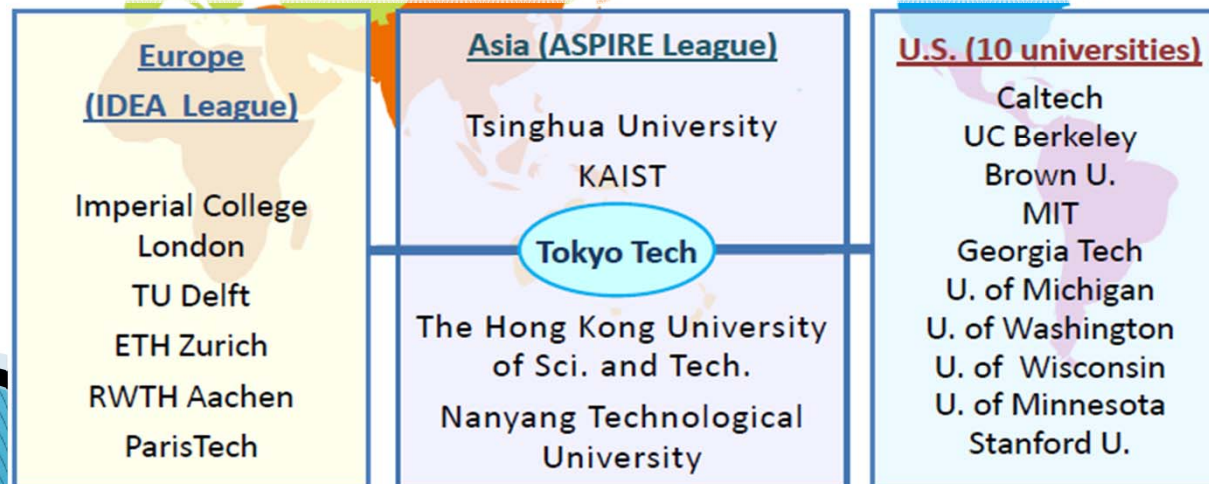 Europe
(IDEA League)
Imperial College
London
TU Delft
ETH Zurich
RWTH Aachen
ParisTech
Asia (ASPIRE League)
Tsinghua University
KAIST
Tokyo Tech
The Hong Kong University
of Sci. and Tech.
Nanyang Technological
University
U.S. (10 universities)
Caltech
UC Berkeley
Brown U.
MIT
Georgia Tech
U. of Michigan
U. of Washington
U. of Wisconsin
U. of Minnesota
Stanford U.